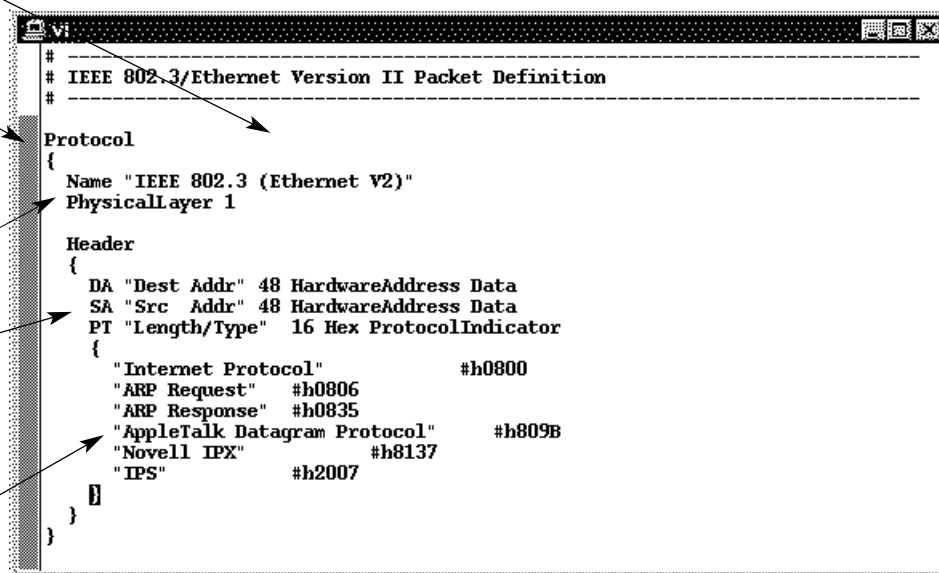 vi
# ---------------------------------------------------------------------------
# IEEE 802.3/Ethernet Version II Packet Definition
# ---------------------------------------------------------------------------
Protocol
{
Name "IEEE 802.3 (Ethernet V2)"
PhysicalLayer 1
Header
{
DA "Dest Addr" 48 HardwareAddress Data
SA "Src  Addr" 48 HardwareAddress Data
PT "Length/Type"  16 Hex ProtocolIndicator
{
"Internet Protocol" #h0800
"ARP Request" #h0806
"ARP Response" #h0835
"AppleTalk Datagram Protocol" #h809B
"Novell IPX" #h8137
"IPS" #h2007
}
}
}